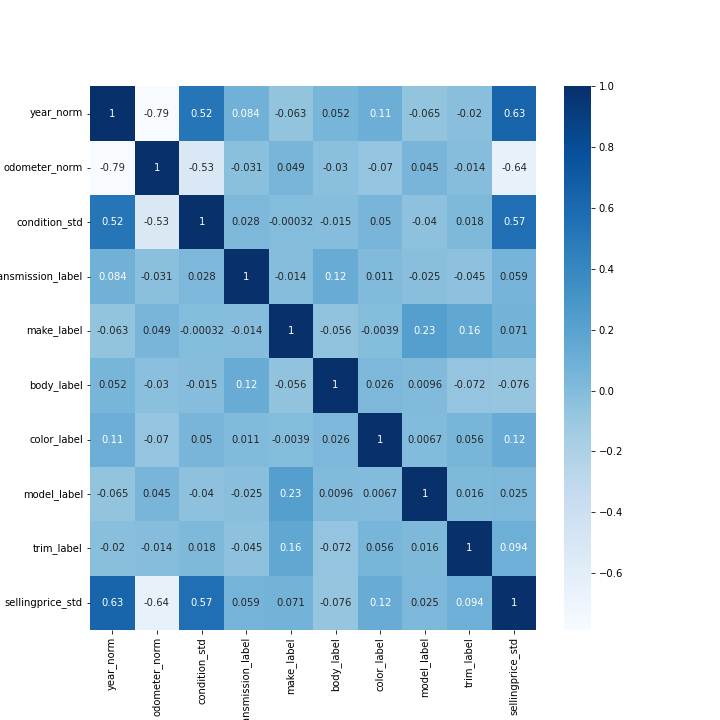 year_norm 1 -0.79 0.52 0.084 -0.063 0.052 0.11 -0.065 -0.02 0.63
odometer_norm -0.79 1 -0.53 -0.031 0.049 -0.03 -0.07 0.045 -0.014 -0.64
condition_std 0.52 -0.53 1 0.028 -0.00032 -0.015 0.05 -0.04 0.018 0.57
ansmission_label 0.084 -0.031 0.028 1 -0.014 0.12 0.011 -0.025 -0.045 0.059
make_label -0.063 0.049 -0.00032 -0.014 1 -0.056 -0.0039 0.23 0.16 0.071
body_label 0.052 -0.03 -0.015 0.12 -0.056 1 0.026 0.0096 -0.072 -0.076
color_label 0.11 -0.07 0.05 0.011 -0.0039 0.026 1 0.0067 0.056 0.12
model_label -0.065 0.045 -0.04 -0.025 0.23 0.0096 0.0067 1 0.016 0.025
trim_label -0.02 -0.014 0.018 -0.045 0.16 -0.072 0.056 0.016 1 0.094
sellingprice_std 0.63 -0.64 0.57 0.059 0.071 -0.076 0.12 0.025 0.094 1
year_norm
odometer_norm
condition_std
nsmission_label
make_label
body_label
color_label
model_label
trim_label
sellingprice_std
1.0
0.8
0.6
0.4
0.2
0.0
−0.2
−0.4
−0.6